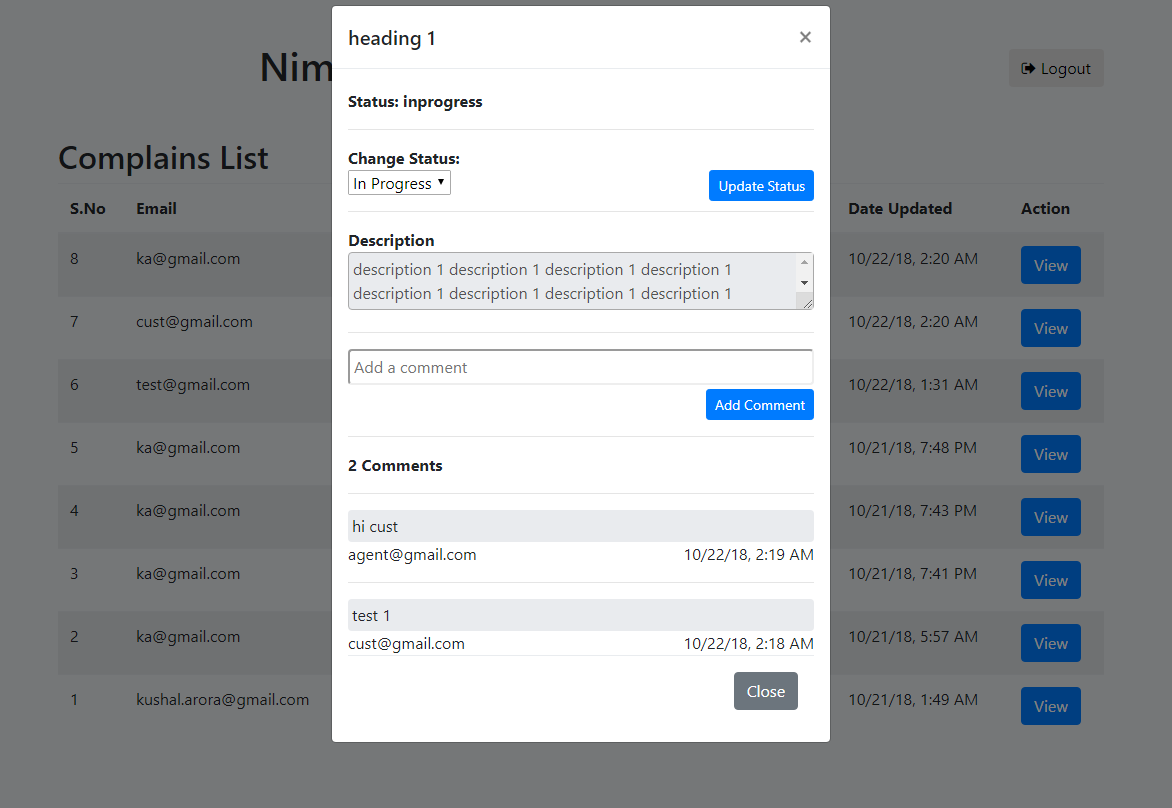 heading 1 ×
Nim
Logout
Status: inprogress
Complains List
Change Status:
In Progress
Update Status
S.No Email Date Updated Action
Description
description 1 description 1 description 1 description 1
description 1 description 1 description 1 description 1
Add a comment
Add Comment
2 Comments
hi cust
agent@gmail.com 10/22/18, 2:19 AM
test 1
cust@gmail.com 10/22/18, 2:18 AM
Close
8 ka@gmail.com 10/22/18, 2:20 AM View
7 cust@gmail.com 10/22/18, 2:20 AM View
6 test@gmail.com 10/22/18, 1:31 AM View
5 ka@gmail.com 10/21/18, 7:48 PM View
4 ka@gmail.com 10/21/18, 7:43 PM View
3 ka@gmail.com 10/21/18, 7:41 PM View
2 ka@gmail.com 10/21/18, 5:57 AM View
1 kushal.arora@gmail.com 10/21/18, 1:49 AM View